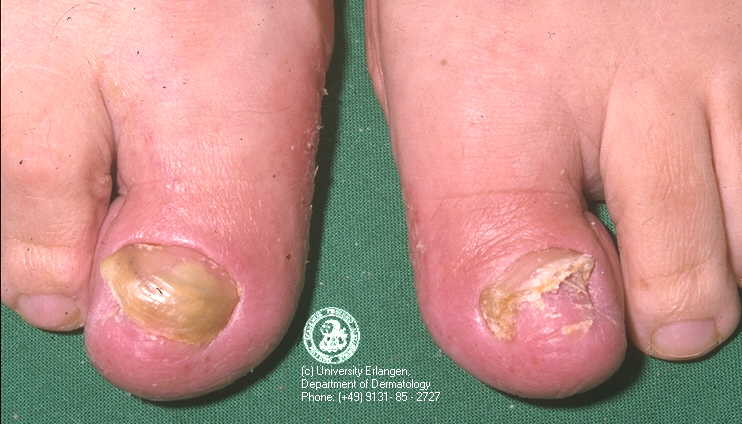 (c) University Erlangen,
Department of Dermatology
Phone: (+49) 9131- 85 - 2727